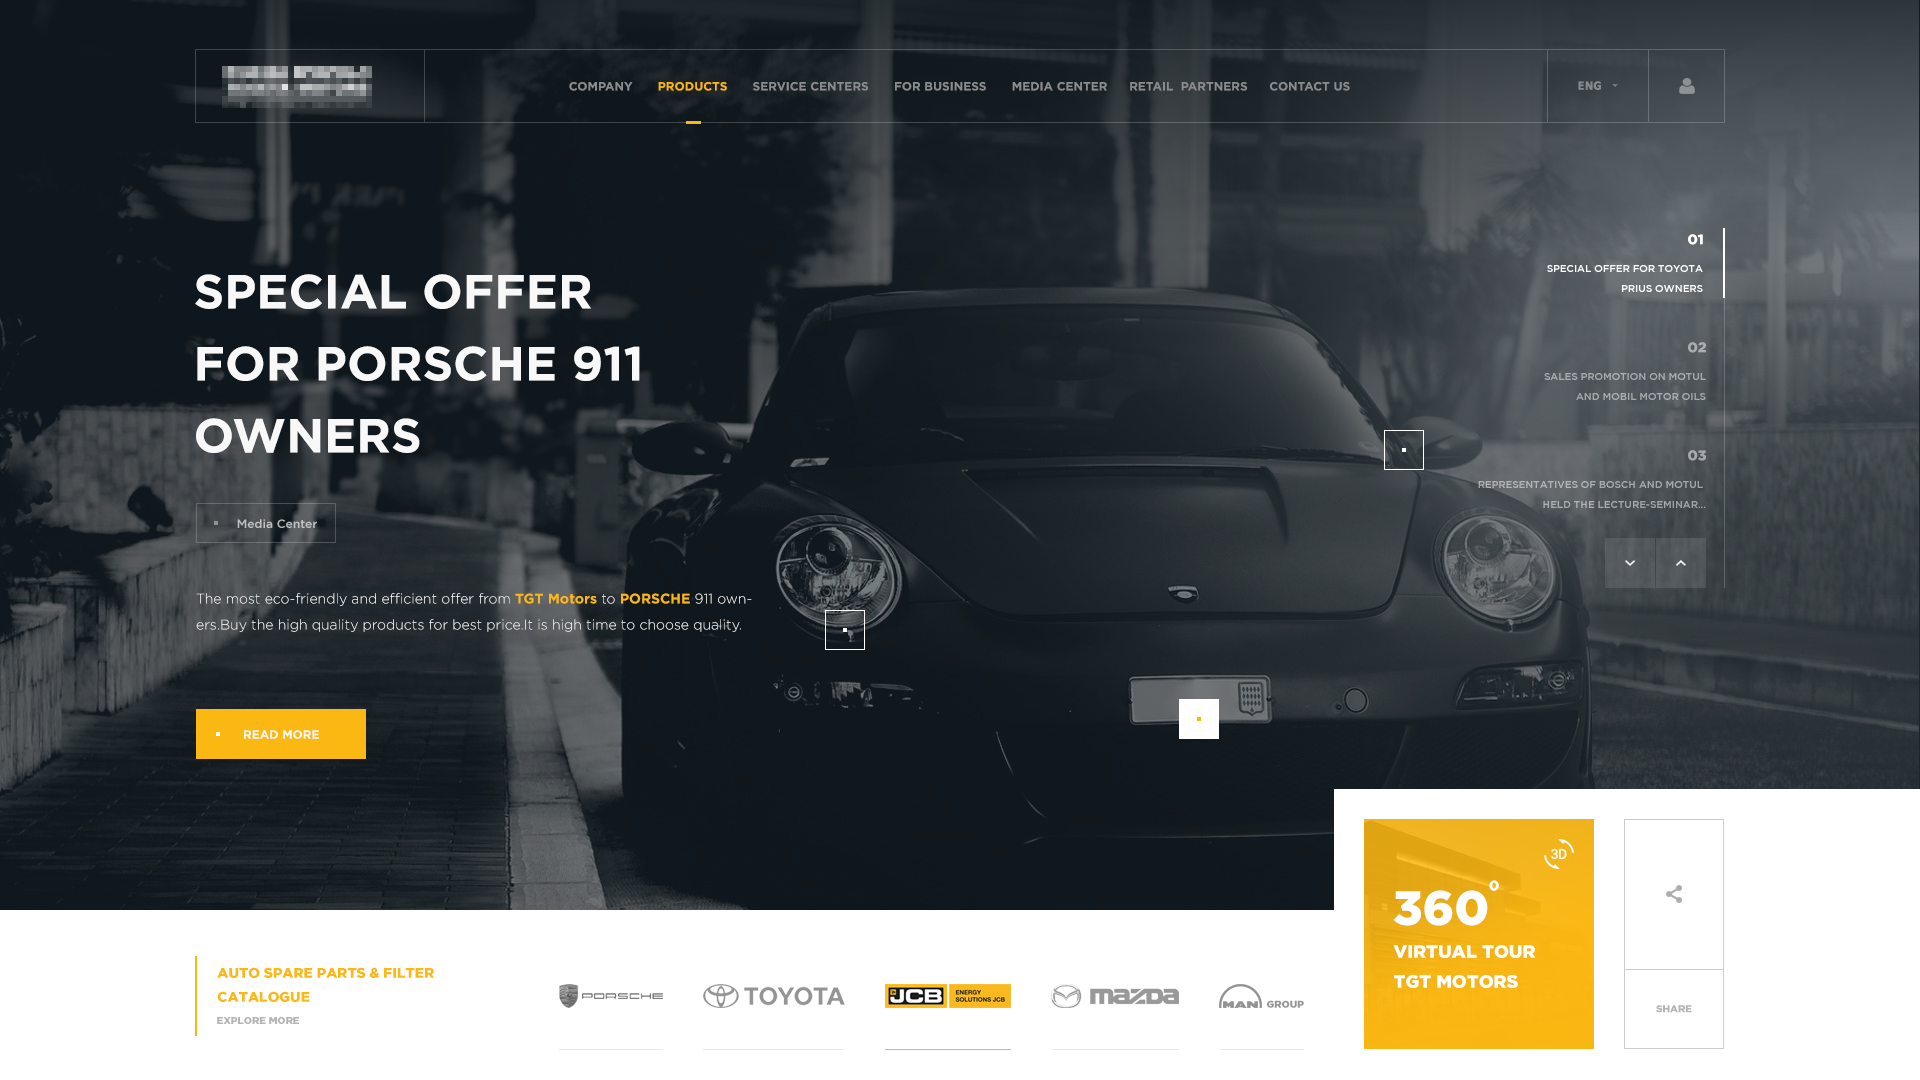 COMPANY PRODUCTS SERVICE CENTERS FOR BUSINESS MEDIA CENTER RETAIL PARTNERS CONTACT US ENG
SPECIAL OFFER
FOR PORSCHE 911
OWNERS
Media Center
The most eco-friendly and efficient offer from TGT Motors to PORSCHE 911 own-
ers.Buy the high quality products for best price.It is high time to choose quality.
READ MORE
01
SPECIAL OFFER FOR TOYOTA
PRIUS OWNERS
02
SALES PROMOTION ON MOTUL
AND MOBIL MOTOR OILS
03
REPRESENTATIVES OF BOSCH AND MOTUL
HELD THE LECTURE-SEMINAR...
AUTO SPARE PARTS & FILTER
CATALOGUE
EXPLORE MORE
PORSCHE
TOYOTA
JCB ENERGY
SOLUTIONS JCB
mazda
MAN GROUP
3D
360°
VIRTUAL TOUR
TGT MOTORS
SHARE